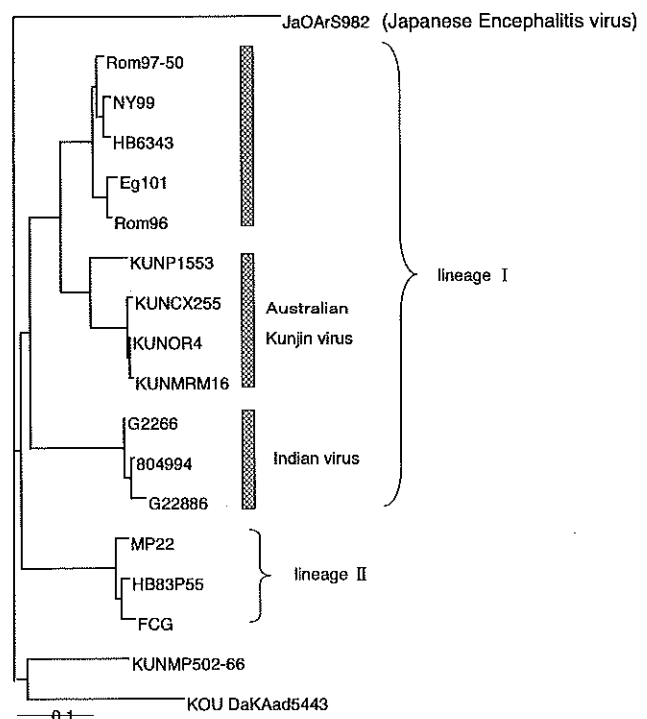 JaOArS982 (Japanese Encephalitis virus)
Rom97-50
NY99
HB6343
Eg101
Rom96
KUNP1553
KUNCX255
KUNOR4
KUNMRM16
Australian
Kunjin virus
lineage Ⅰ
G2266
804994
G22886
Indian virus
MP22
HB83P55
FCG
lineage Ⅱ
KUNMP502-66
KOU DaKAad5443
0.1